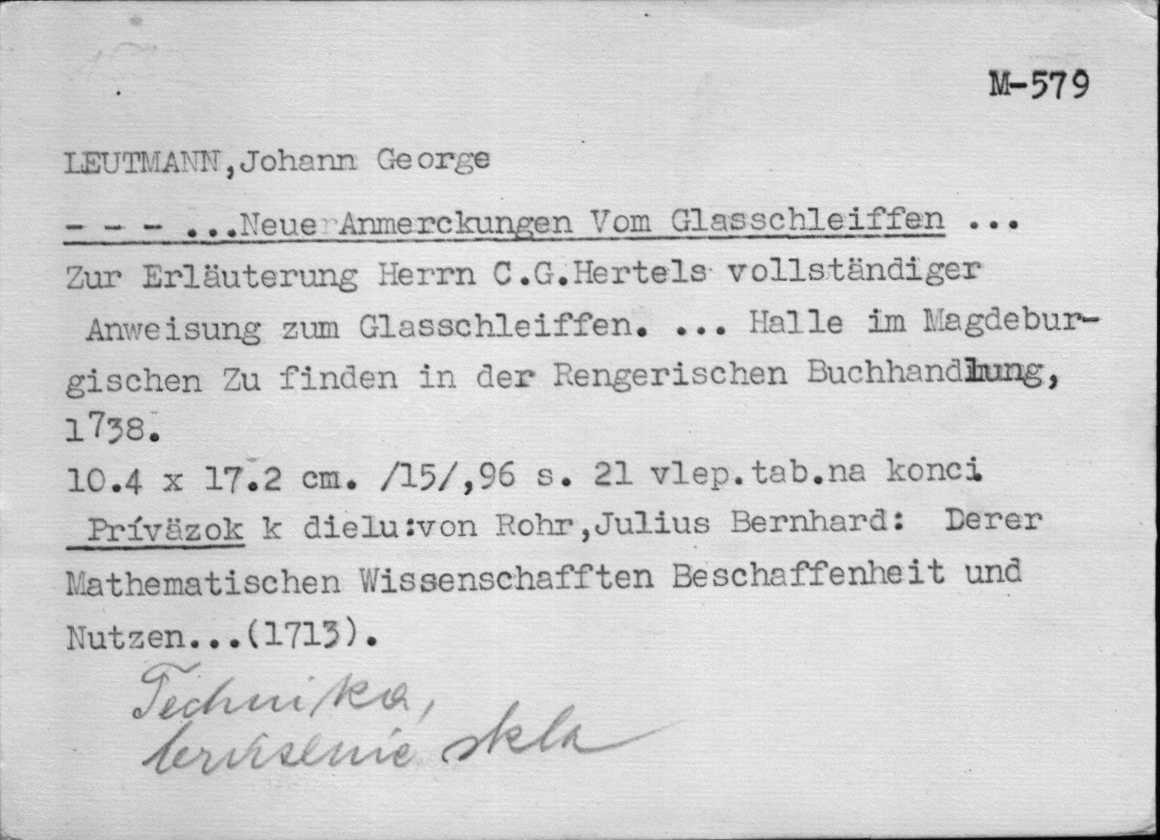 M-579
LEUTMANN,Johann George
- - - ...Neue Anmerckungen Vom Glasschleiffen ...
Zur Erläuterung Herrn C.G.Hertels vollständiger
Anweisung zum Glasschleiffen. ... Halle im Magdebur-
gischen Zu finden in der Rengerischen Buchhandlung,
1738.
10.4 x 17.2 cm. /15/,96 s. 21 vlep.tab.na konci
Príväzok k dielu:von Rohr,Julius Bernhard: Derer
Mathematischen Wissenschafften Beschaffenheit und
Nutzen...(1713).
Technika,
skla